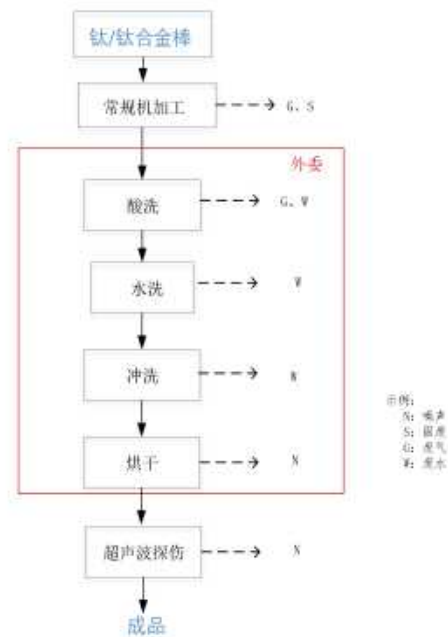 钛/钛合金棒
常规机加工
G、S
外委
酸洗
G、W
水洗
W
冲洗
W
烘干
N
超声波探伤
N
成品
示例:
N: 噪声
S: 固废
G: 废气
W: 废水